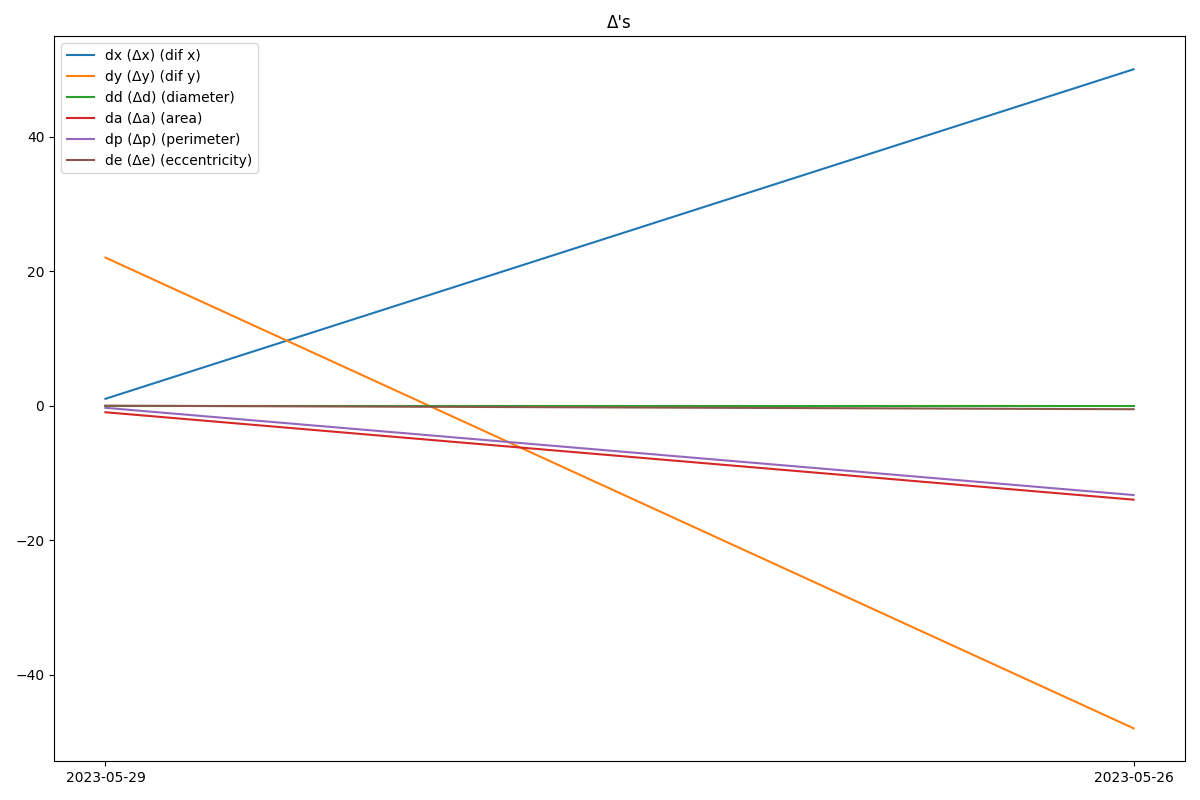 Δ's
dx (Δx) (dif x)
dy (Δy) (dif y)
dd (Δd) (diameter)
da (Δa) (area)
dp (Δp) (perimeter)
de (Δe) (eccentricity)
40
20
0
−20
−40
2023-05-29
2023-05-26